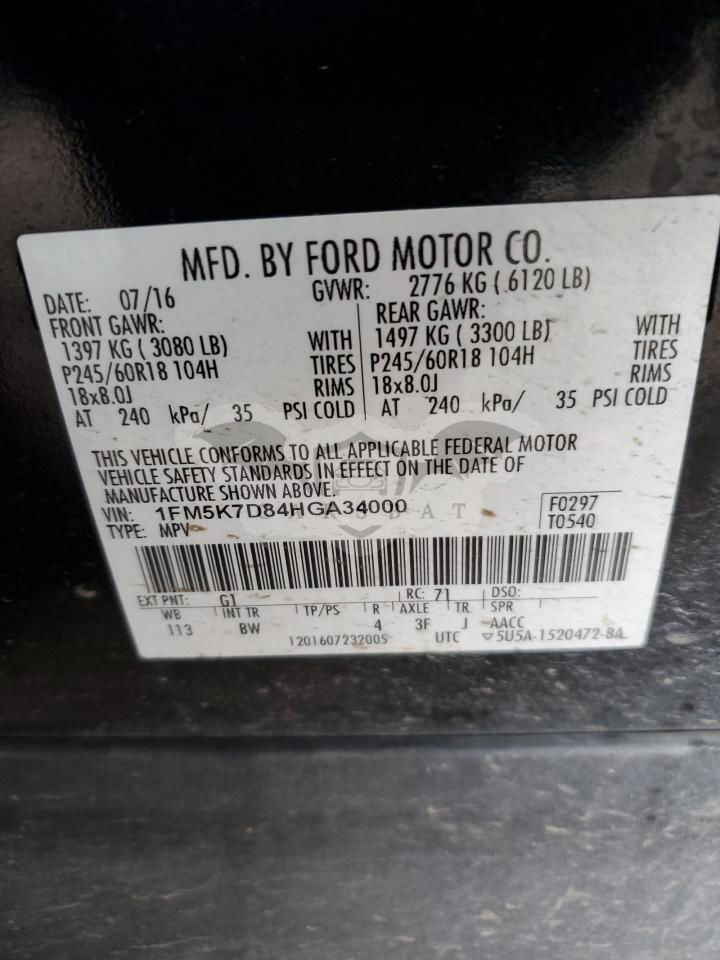 MFD. BY FORD MOTOR CO.
DATE: 07/16 GVWR: 2776 KG ( 6120 LB)
FRONT GAWR: REAR GAWR:
1397 KG ( 3080 LB) WITH 1497 KG ( 3300 LB) WITH
P245/60R18 104H TIRES P245/60R18 104H TIRES
18x8.0J RIMS 18x8.0J RIMS
AT 240 kPa/ 35 PSI COLD AT 240 kPa/ 35 PSI COLD
THIS VEHICLE CONFORMS TO ALL APPLICABLE FEDERAL MOTOR
VEHICLE SAFETY STANDARDS IN EFFECT ON THE DATE OF
MANUFACTURE SHOWN ABOVE.
VIN: 1FM5K7D84HGA34000 F0297
TYPE: MPV T0540
EXT PNT: G1 RC: 71 DSO:
WB INT TR TP/PS R AXLE TR SPR
113 BW 4 3F J AACC
1201607232005 UTC ▽5U5A-1520472-BA